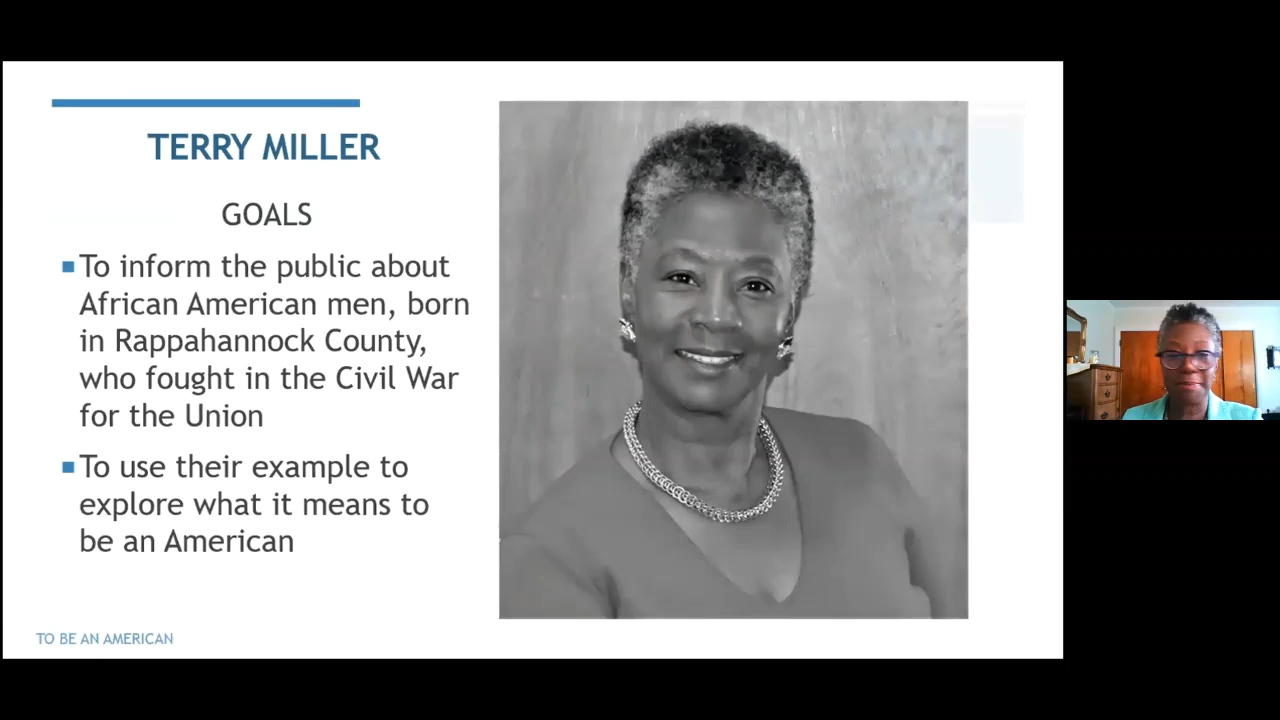 TERRY MILLER
GOALS
To inform the public about
African American men, born
in Rappahannock County,
who fought in the Civil War
for the Union
To use their example to
explore what it means to
be an American
TO BE AN AMERICAN